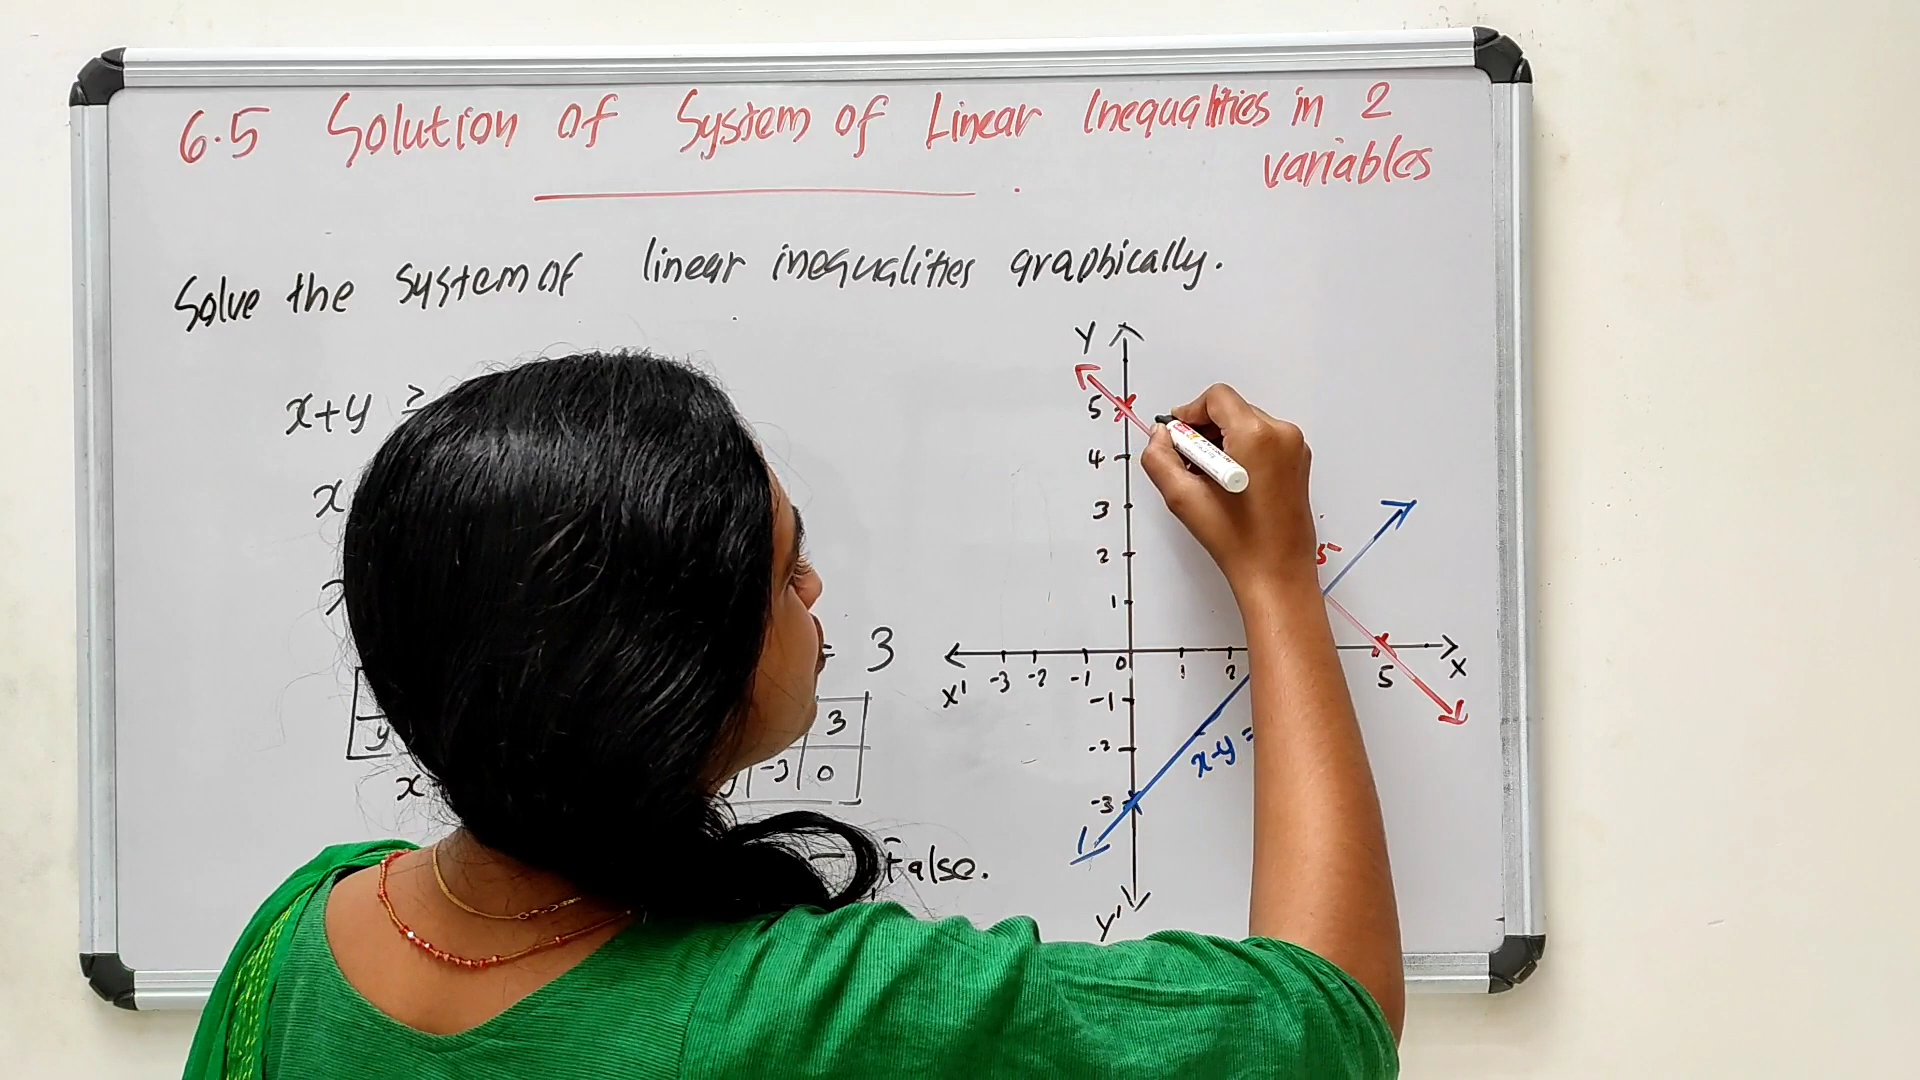 6.5 Solution of System of Linear Inequalities in 2
variables
Solve the system of linear inequalities graphically.
x+y ≥
x
= 3
y
3
-3 0
x
False.
Y
5
4
3
2
1
5
X' -3 -2 -1 0 1 2 5 X
-1
-2
x-y =
-3
Y'